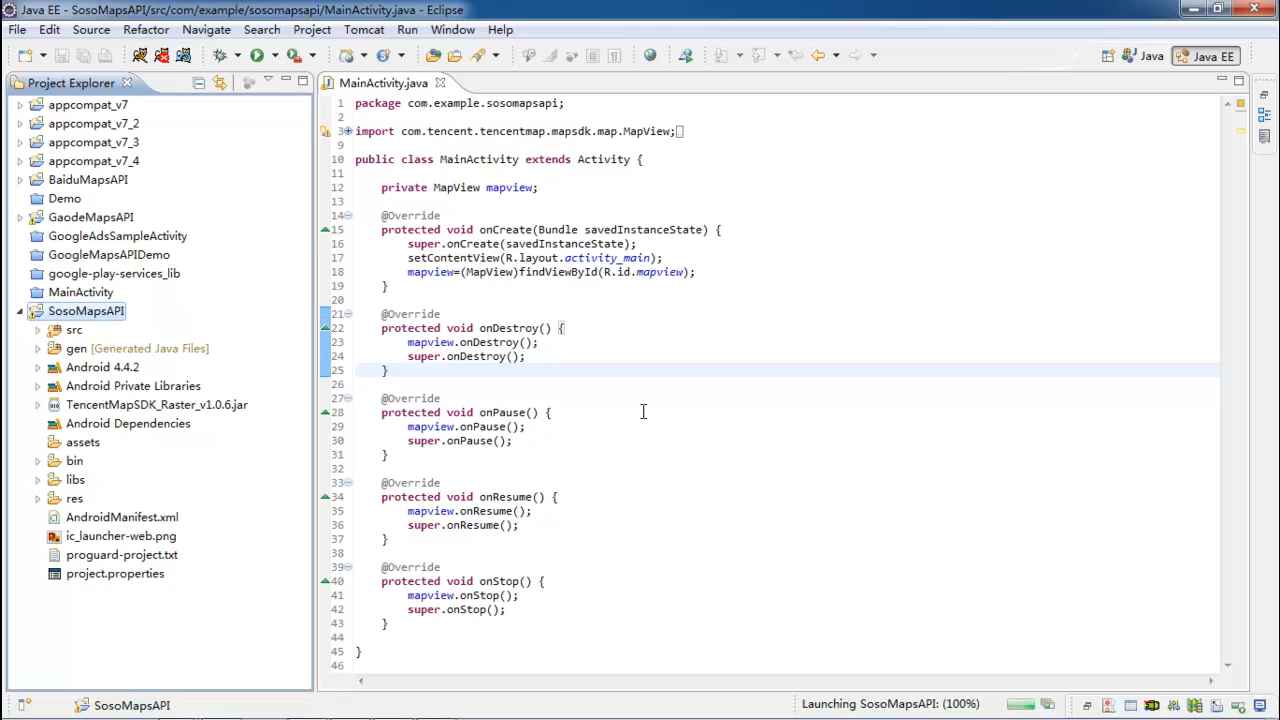 Java EE - SosoMapsAPI/src/com/example/sosomapsapi/MainActivity.java - Eclipse
File Edit Source Refactor Navigate Search Project Tomcat Run Window Help
Java Java EE
Project Explorer
appcompat_v7
appcompat_v7_2
appcompat_v7_3
appcompat_v7_4
BaiduMapsAPI
Demo
GaodeMapsAPI
GoogleAdsSampleActivity
GoogleMapsAPIDemo
google-play-services_lib
MainActivity
SosoMapsAPI
src
gen [Generated Java Files]
Android 4.4.2
Android Private Libraries
TencentMapSDK_Raster_v1.0.6.jar
Android Dependencies
assets
bin
libs
res
AndroidManifest.xml
ic_launcher-web.png
proguard-project.txt
project.properties
MainActivity.java
1 package com.example.sosomapsapi;
2
3 import com.tencent.tencentmap.mapsdk.map.MapView;
9
10 public class MainActivity extends Activity {
11
12 private MapView mapview;
13
14 @Override
15 protected void onCreate(Bundle savedInstanceState) {
16 super.onCreate(savedInstanceState);
17 setContentView(R.layout.activity_main);
18 mapview=(MapView)findViewById(R.id.mapview);
19 }
20
21 @Override
22 protected void onDestroy() {
23 mapview.onDestroy();
24 super.onDestroy();
25 }
26
27 @Override
28 protected void onPause() {
29 mapview.onPause();
30 super.onPause();
31 }
32
33 @Override
34 protected void onResume() {
35 mapview.onResume();
36 super.onResume();
37 }
38
39 @Override
40 protected void onStop() {
41 mapview.onStop();
42 super.onStop();
43 }
44
45 }
46
SosoMapsAPI
Launching SosoMapsAPI: (100%)